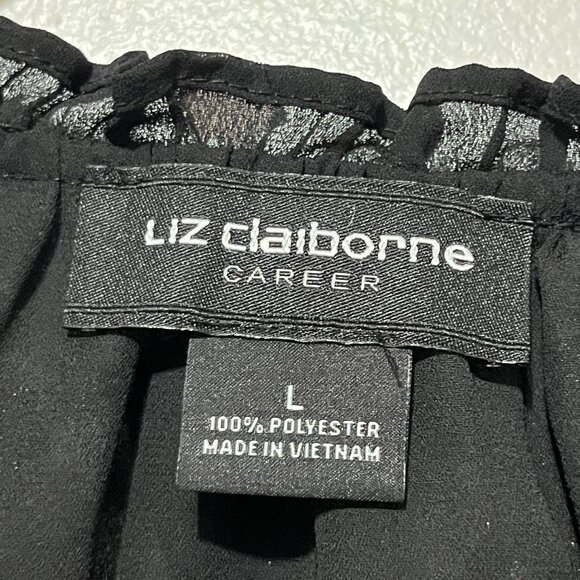 LIZ claiborne
CAREER
L
100% POLYESTER
MADE IN VIETNAM